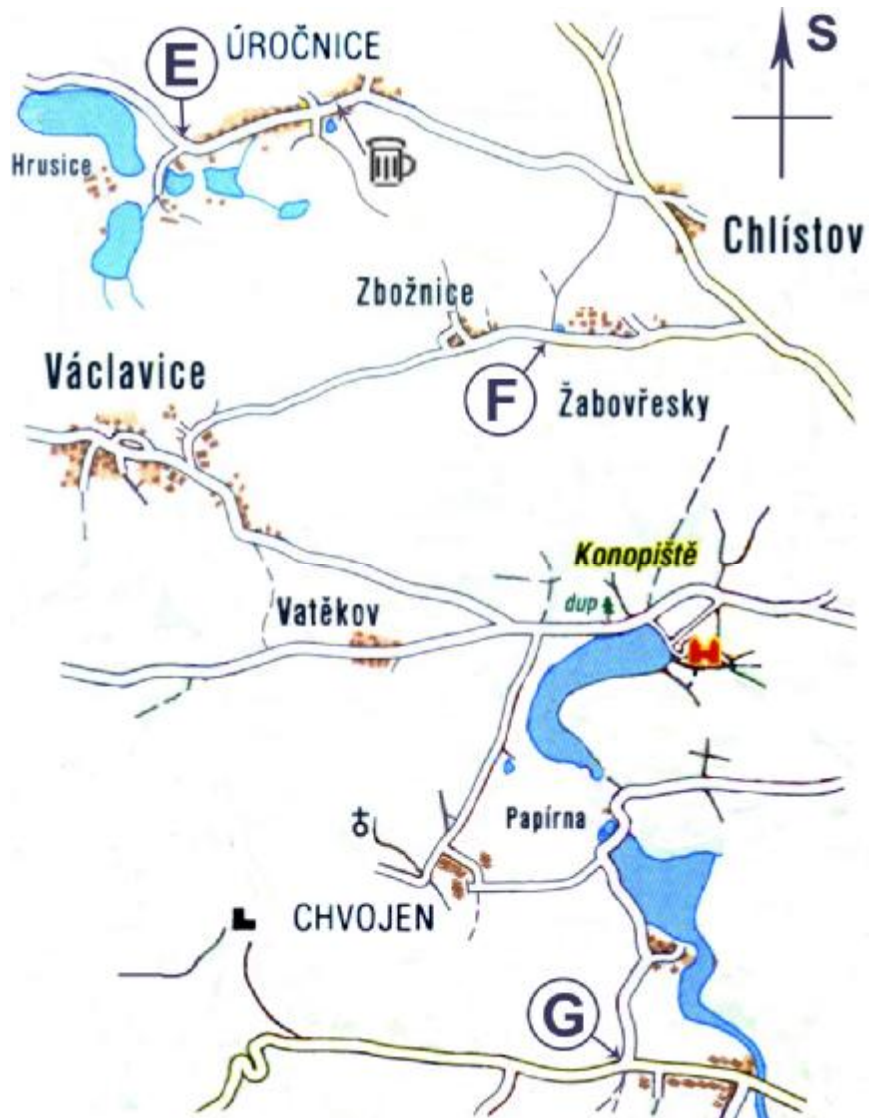 E
ÚROČNICE
S
Hrusice
Chlístov
Zbožnice
Václavice
F
Žabovřesky
Konopiště
dup
Vatěkov
Papírna
CHVOJEN
G